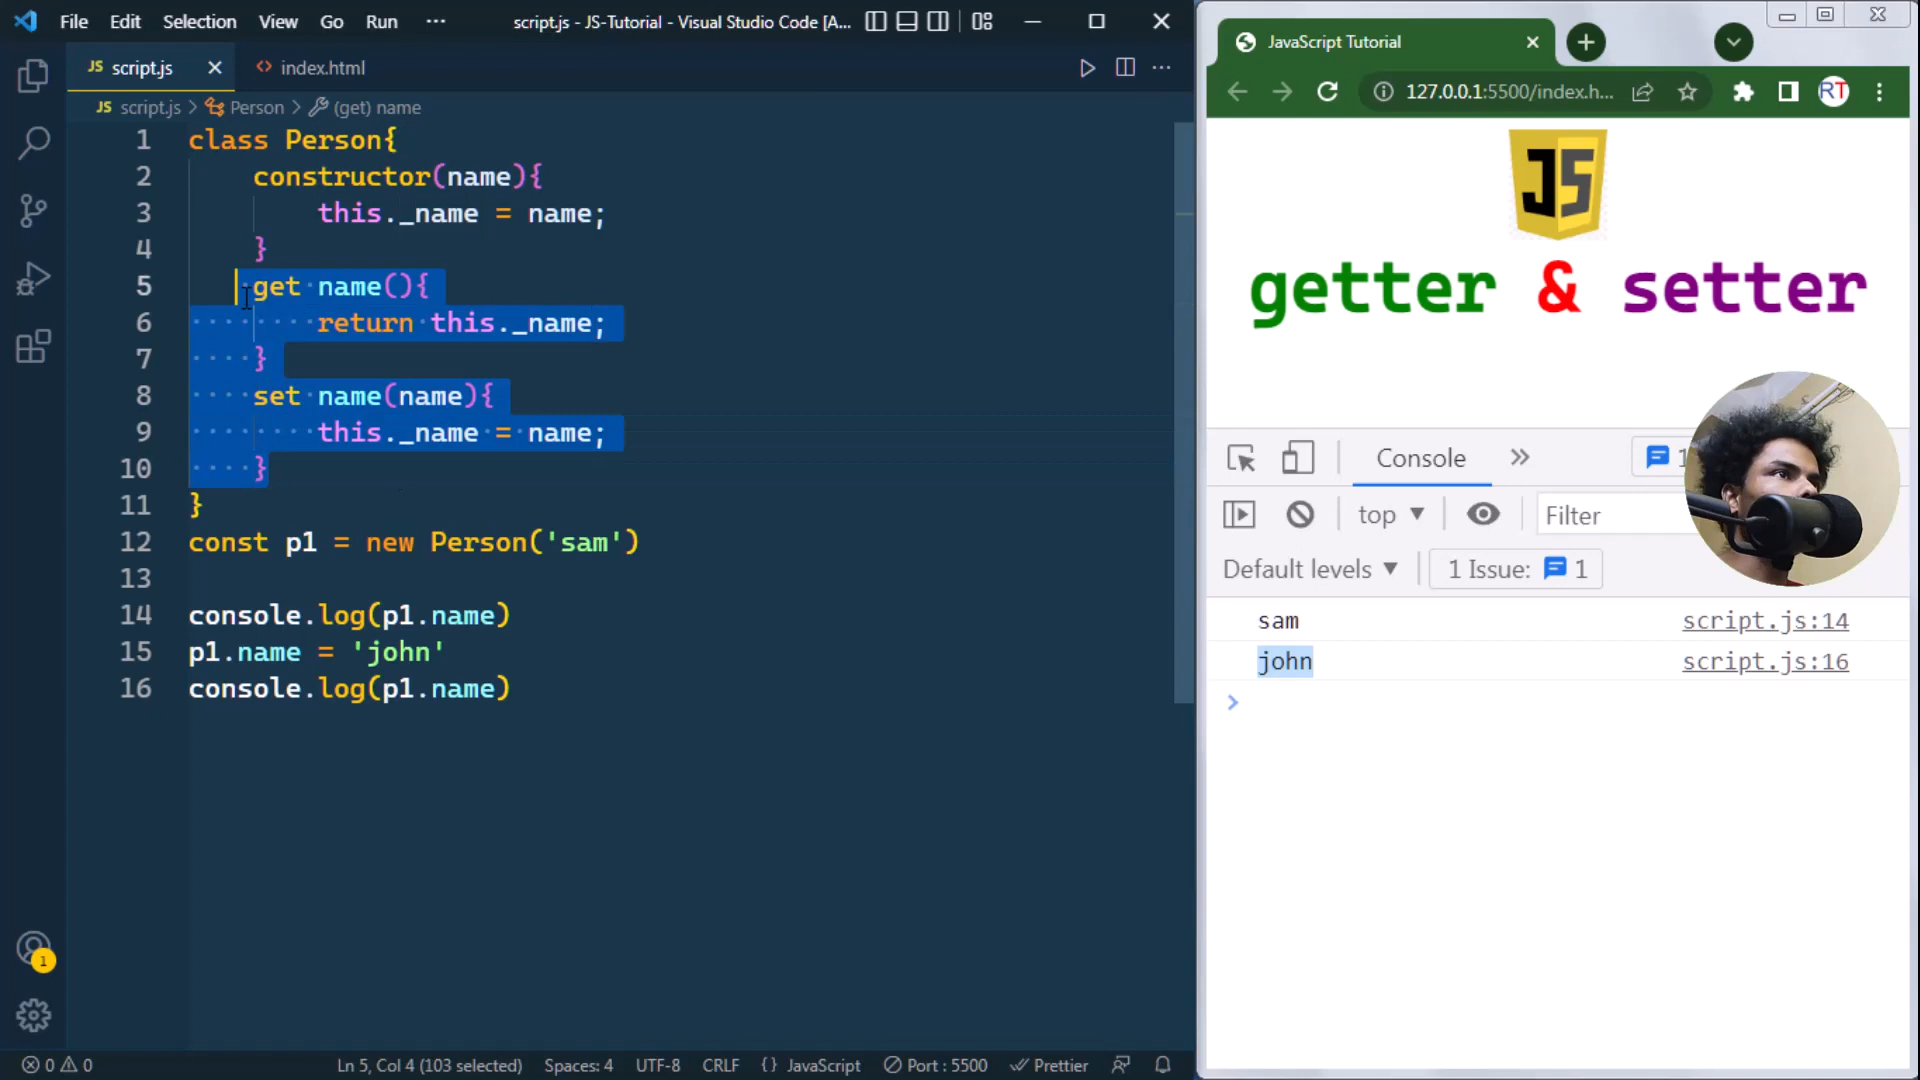 File Edit Selection View Go Run ··· script.js - JS-Tutorial - Visual Studio Code [A...
JS script.js index.html
JS script.js > Person > (get) name
1 class Person{
2 constructor(name){
3 this._name = name;
4 }
5 get name(){
6 return this._name;
7 }
8 set name(name){
9 this._name = name;
10 }
11 }
12 const p1 = new Person('sam')
13
14 console.log(p1.name)
15 p1.name = 'john'
16 console.log(p1.name)
1
0 0 Ln 5, Col 4 (103 selected) Spaces: 4 UTF-8 CRLF {} JavaScript Port : 5500 Prettier
JavaScript Tutorial
127.0.0.1:5500/index.h... RT
JS
getter & setter
Console » 1
top Filter
Default levels 1 Issue: 1
sam script.js:14
john script.js:16
>